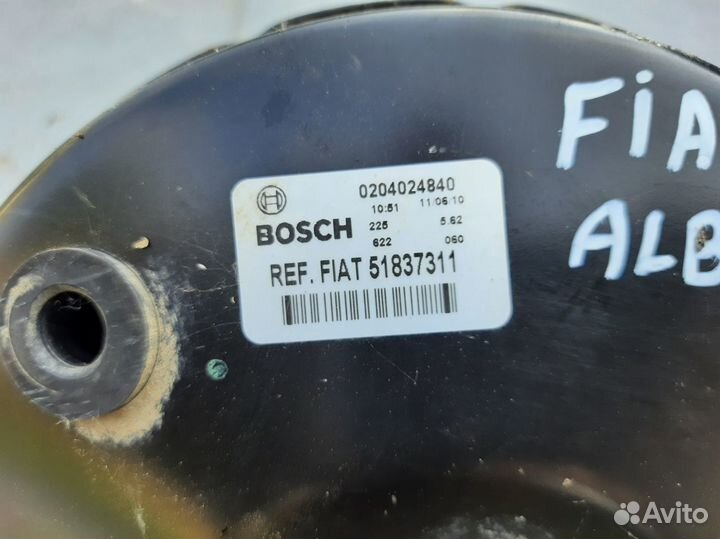 0204024840
10:51 11/06/10
BOSCH 225 5.62
622 060
REF. FIAT 51837311
FIA
ALB
Avito